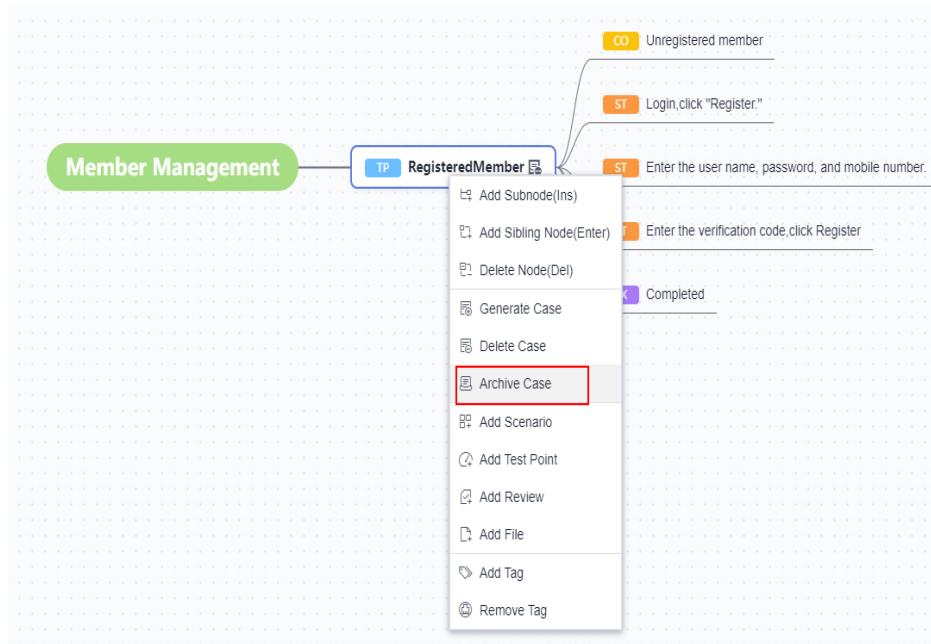 CO Unregistered member
ST Login,click "Register."
Member Management
TP RegisteredMember
ST Enter the user name, password, and mobile number.
Add Subnode(Ins)
Add Sibling Node(Enter)
Enter the verification code,click Register
Delete Node(Del)
Completed
Generate Case
Delete Case
Archive Case
Add Scenario
Add Test Point
Add Review
Add File
Add Tag
Remove Tag